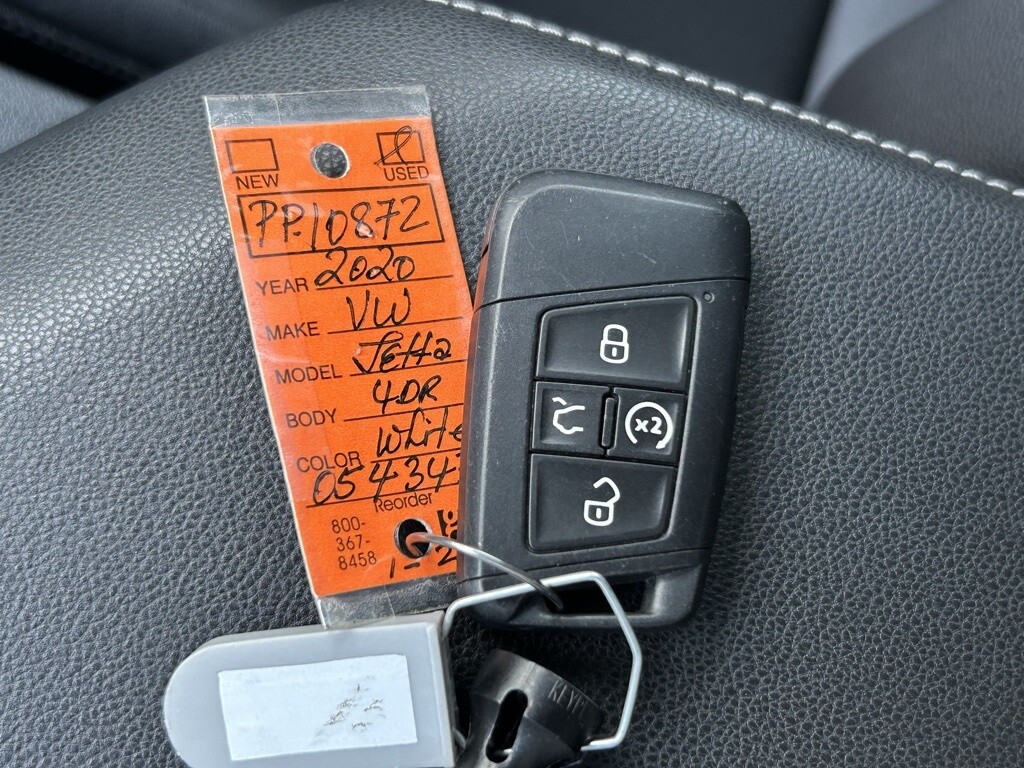 NEW USED
PP.10872
YEAR 2020
MAKE VW
MODEL Jetta
BODY 4DR
COLOR White
05434
Reorder
800-
367-
8458
x2